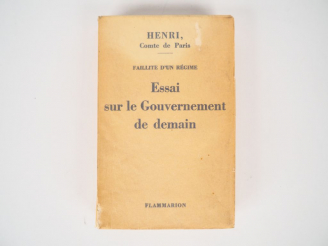 HENRI,
Comte de Paris
FAILLITE D'UN RÉGIME
Essai
sur le Gouvernement
de demain
FLAMMARION